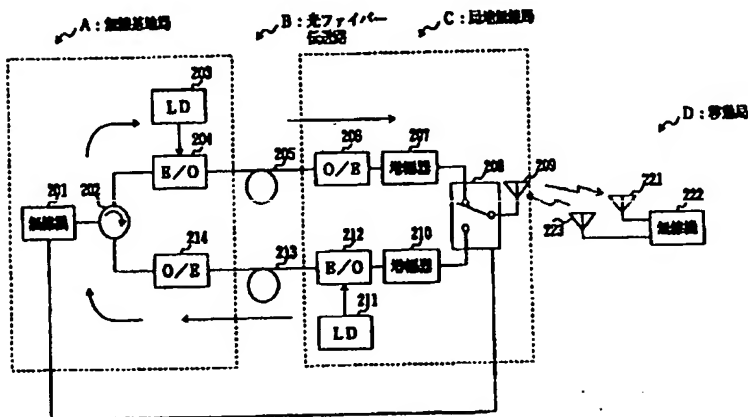 A：無線基地局
B：光ファイバー
伝送路
C：局地無線局
D：移動局
203
LD
204
E/O
205
206
O/E
207
増幅器
208
209
221
222
無線機
223
201
無線機
202
214
O/E
213
212
E/O
210
増幅器
211
LD